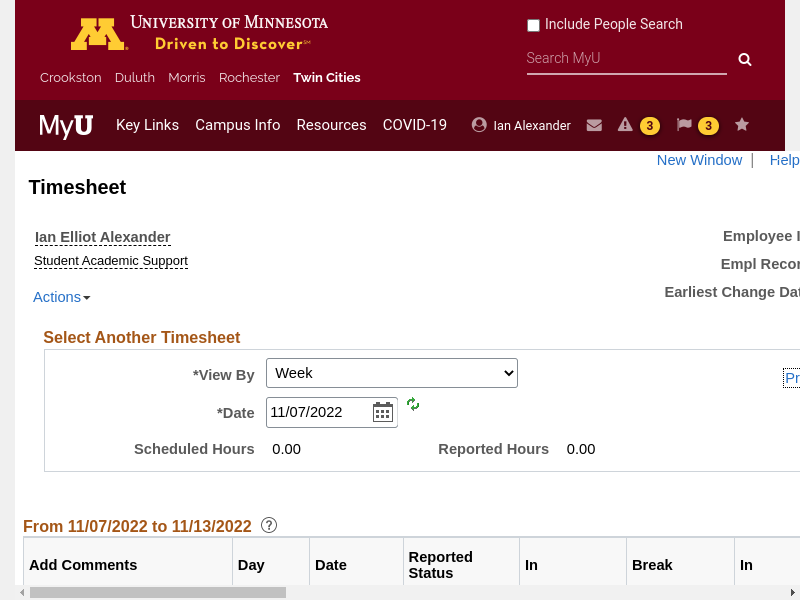 UNIVERSITY OF MINNESOTA
Driven to Discover
Include People Search
Search MyU
Crookston Duluth Morris Rochester Twin Cities
MyU Key Links Campus Info Resources COVID-19 Ian Alexander 3 3
New Window | Help
Timesheet
Ian Elliot Alexander
Employee I
Student Academic Support
Empl Recor
Actions
Earliest Change Dat
Select Another Timesheet
*View By Week
Pr
*Date 11/07/2022
Scheduled Hours 0.00 Reported Hours 0.00
From 11/07/2022 to 11/13/2022 ?
Add Comments Day Date Reported Status In Break In